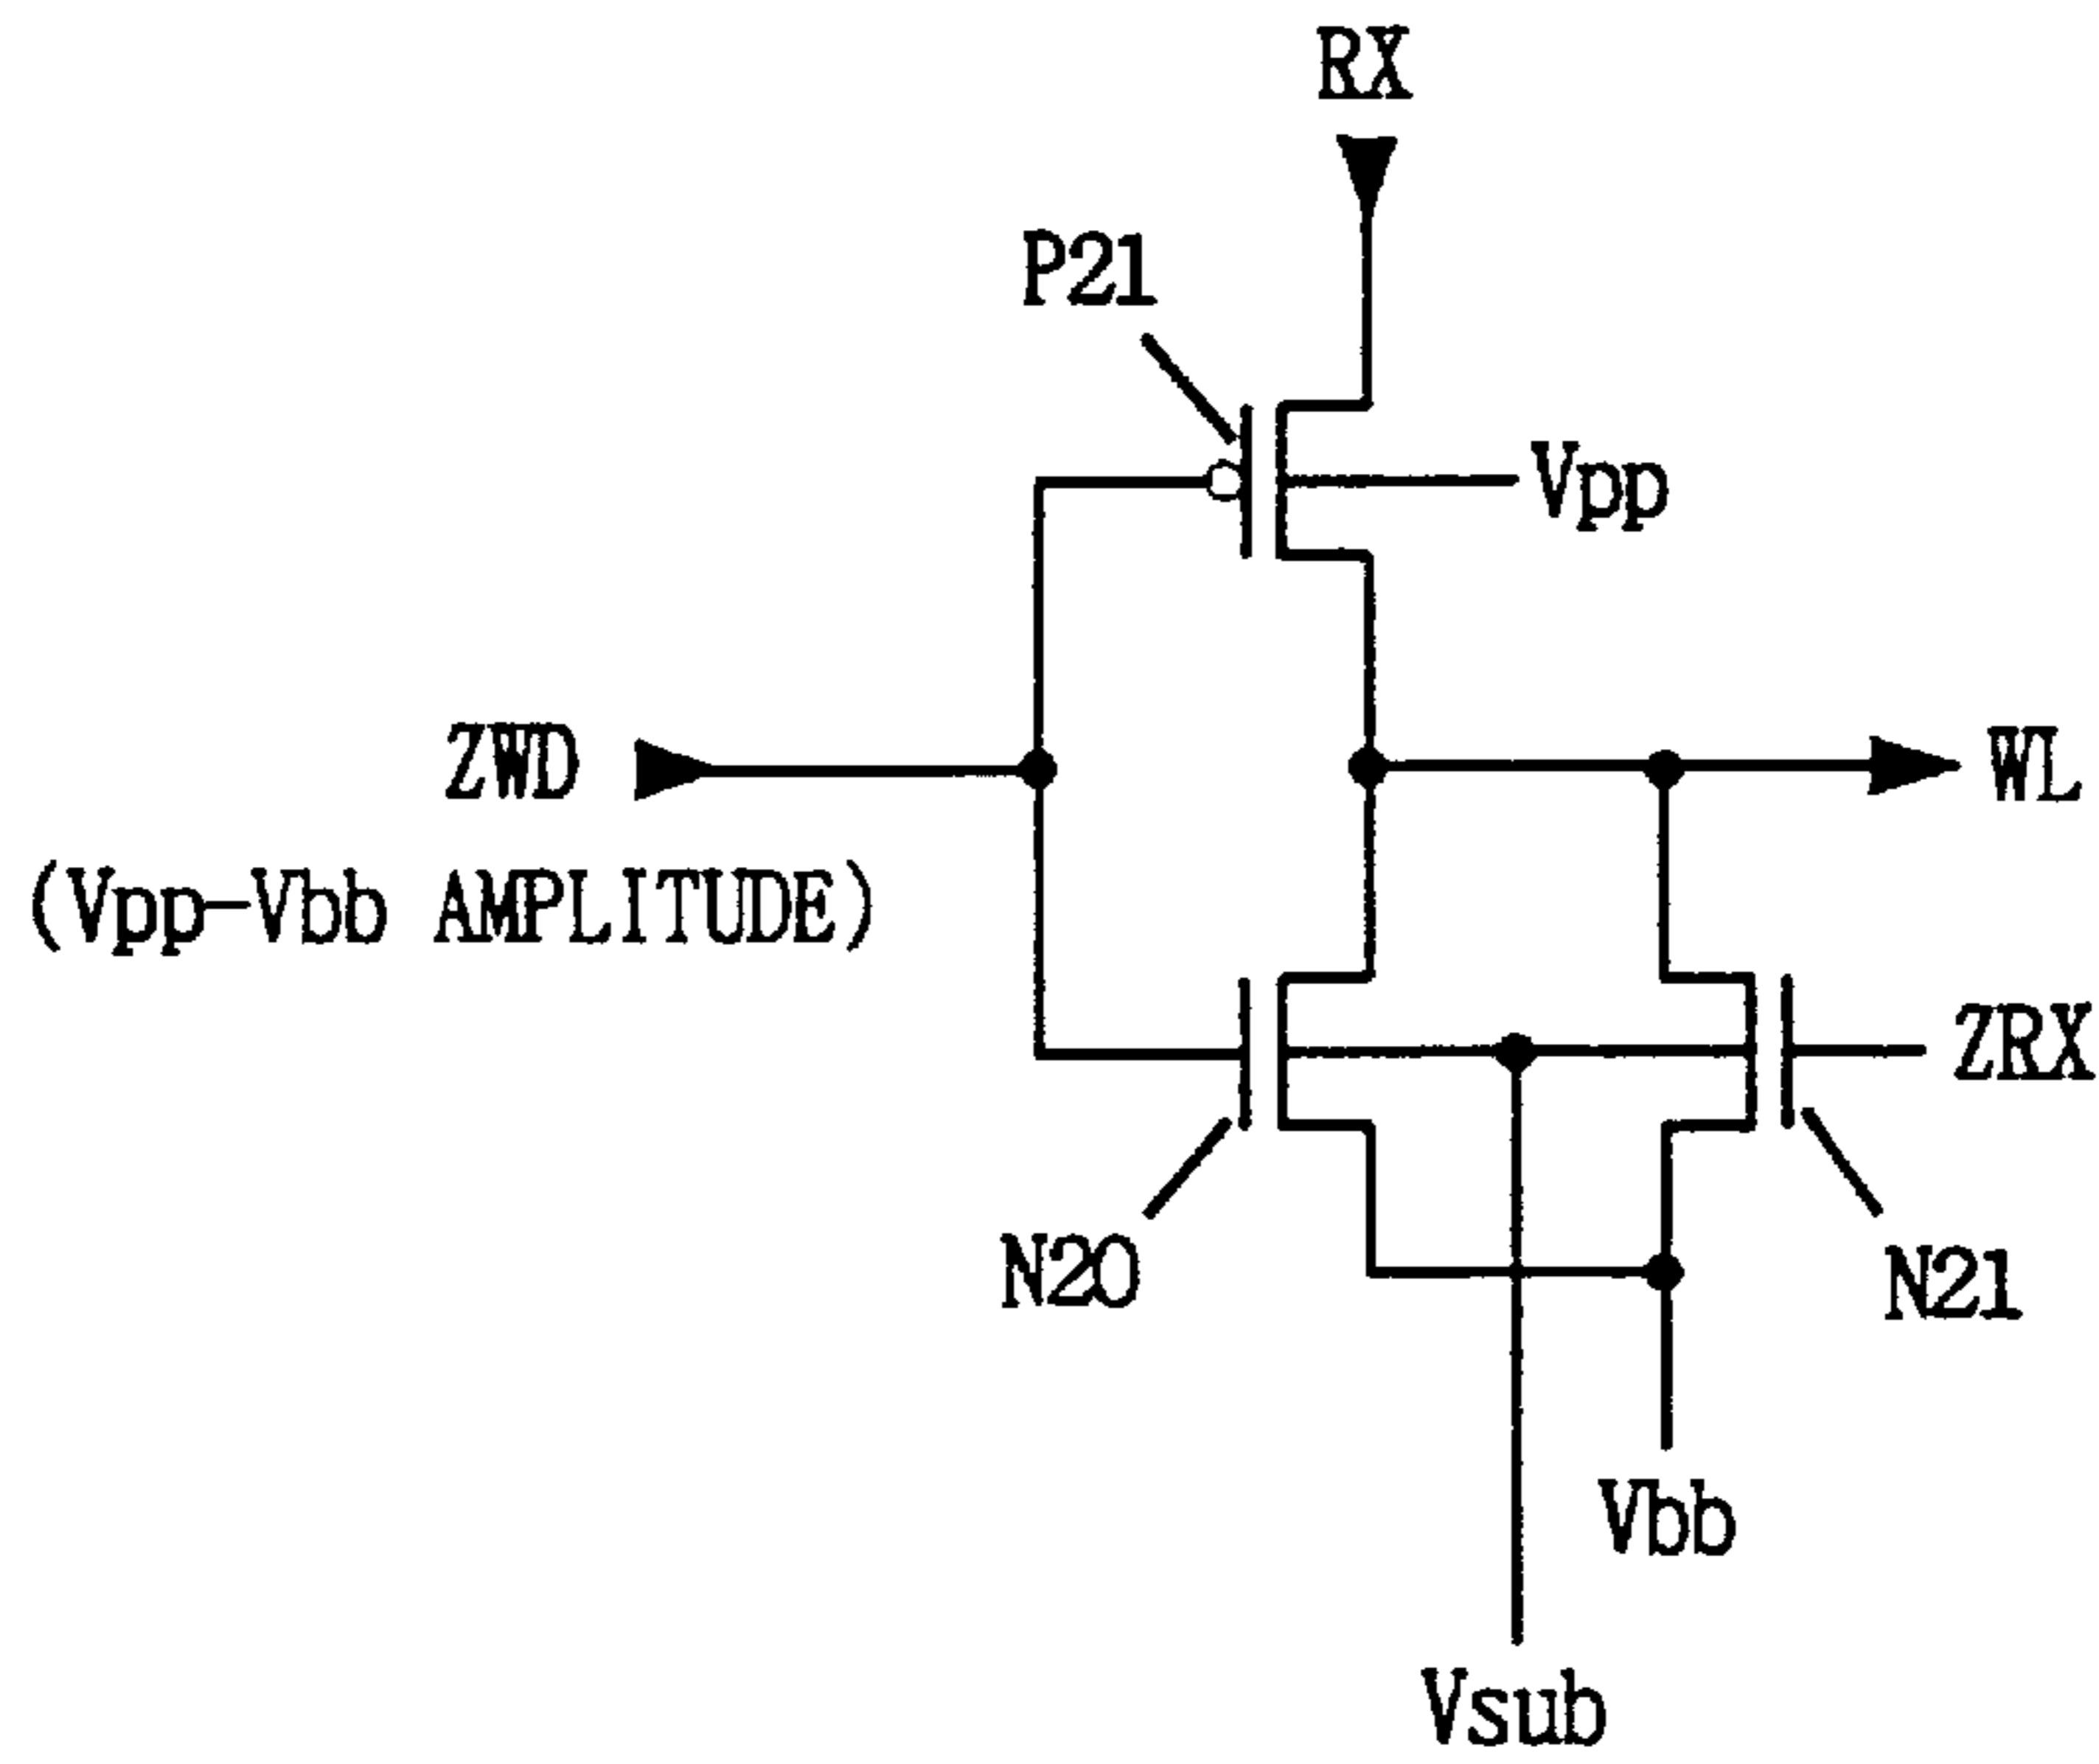 RX
P21
Vpp
ZWD
WL
(Vpp-Vbb AMPLITUDE)
ZRX
N20
N21
Vbb
Vsub